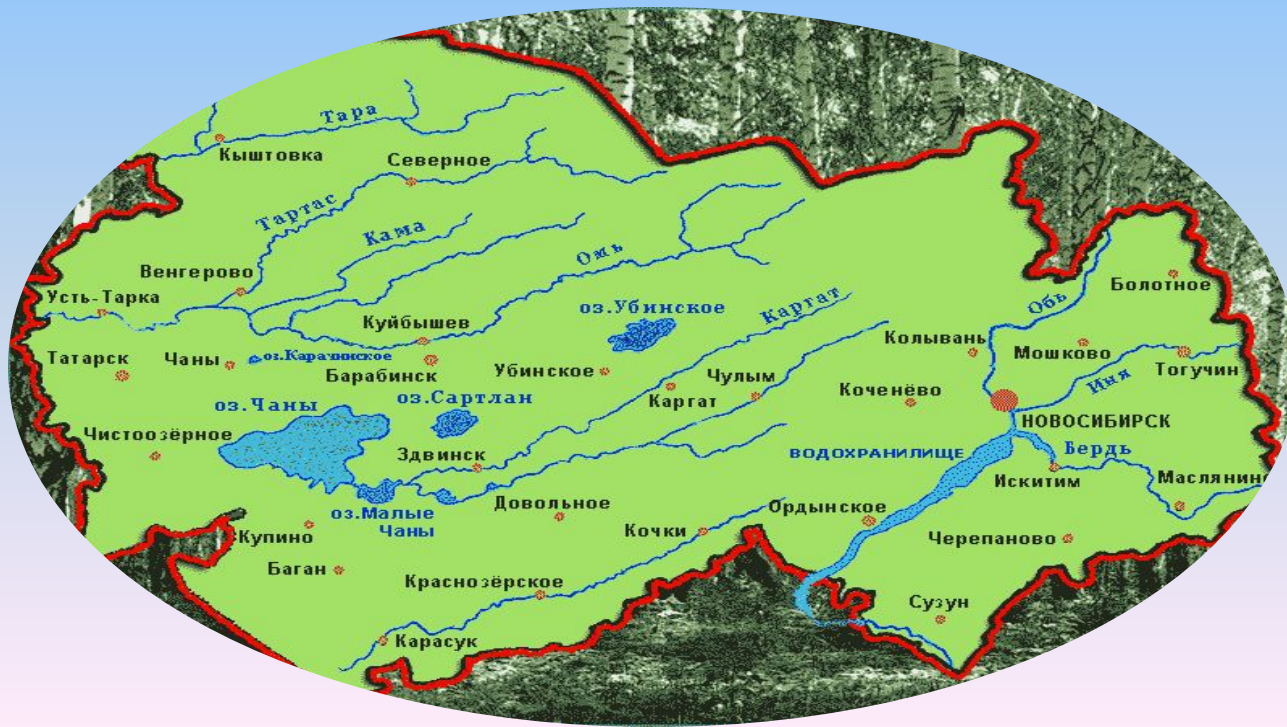 Тара
Кыштовка
Северное
Тартас
Кама
Омь
Венгерово
Усть-Тарка
оз.Убинское
Каргат
Обь
Болотное
Куйбышев
Колывань
Мошково
Татарск
Чаны
оз.Карачинское
Барабинск
Убинское
Чулым
Тогучин
Иня
Каргат
Коченёво
оз.Чаны
оз.Сартлан
НОВОСИБИРСК
Чистоозёрное
Здвинск
ВОДОХРАНИЛИЩЕ
Бердь
Искитим
Маслянино
оз.Малые
Чаны
Довольное
Ордынское
Купино
Кочки
Черепаново
Баган
Краснозёрское
Сузун
Карасук